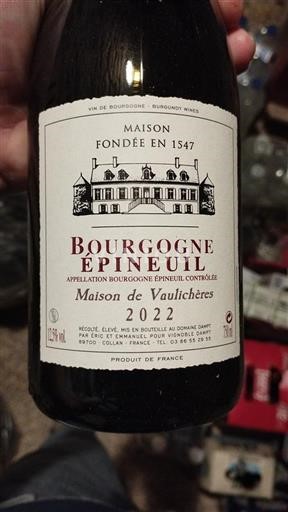 VIN DE BOURGOGNE - BURGUNDY WINES
MAISON
FONDÉE EN 1547
BOURGOGNE
ÉPINEUIL
APPELLATION BOURGOGNE ÉPINEUIL CONTRÔLÉE
Maison de Vaulichères
2022
12,5% vol.
RÉCOLTÉ, ÉLEVÉ, MIS EN BOUTEILLE AU DOMAINE DAMPT
PAR ÉRIC ET EMMANUEL POUR VIGNOBLE DAMPT
89700 - COLLAN - FRANCE - TÉL. 03 86 55 29 55
750 ml
PRODUIT DE FRANCE